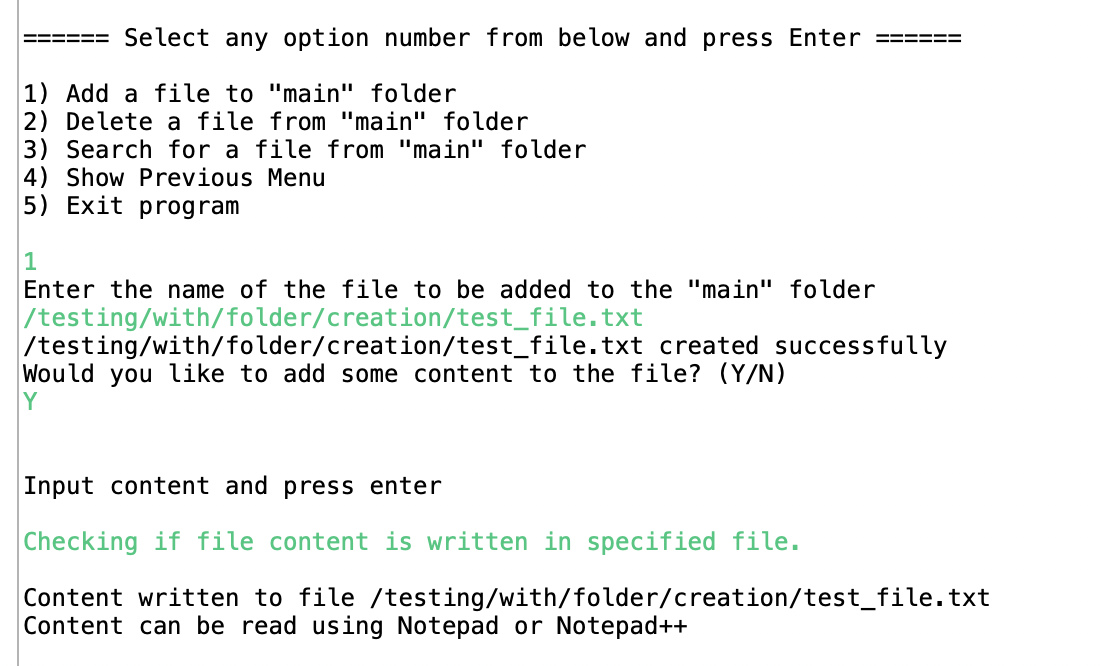 ====== Select any option number from below and press Enter ======
1) Add a file to "main" folder
2) Delete a file from "main" folder
3) Search for a file from "main" folder
4) Show Previous Menu
5) Exit program
1
Enter the name of the file to be added to the "main" folder
/testing/with/folder/creation/test_file.txt
/testing/with/folder/creation/test_file.txt created successfully
Would you like to add some content to the file? (Y/N)
Y
Input content and press enter
Checking if file content is written in specified file.
Content written to file /testing/with/folder/creation/test_file.txt
Content can be read using Notepad or Notepad++